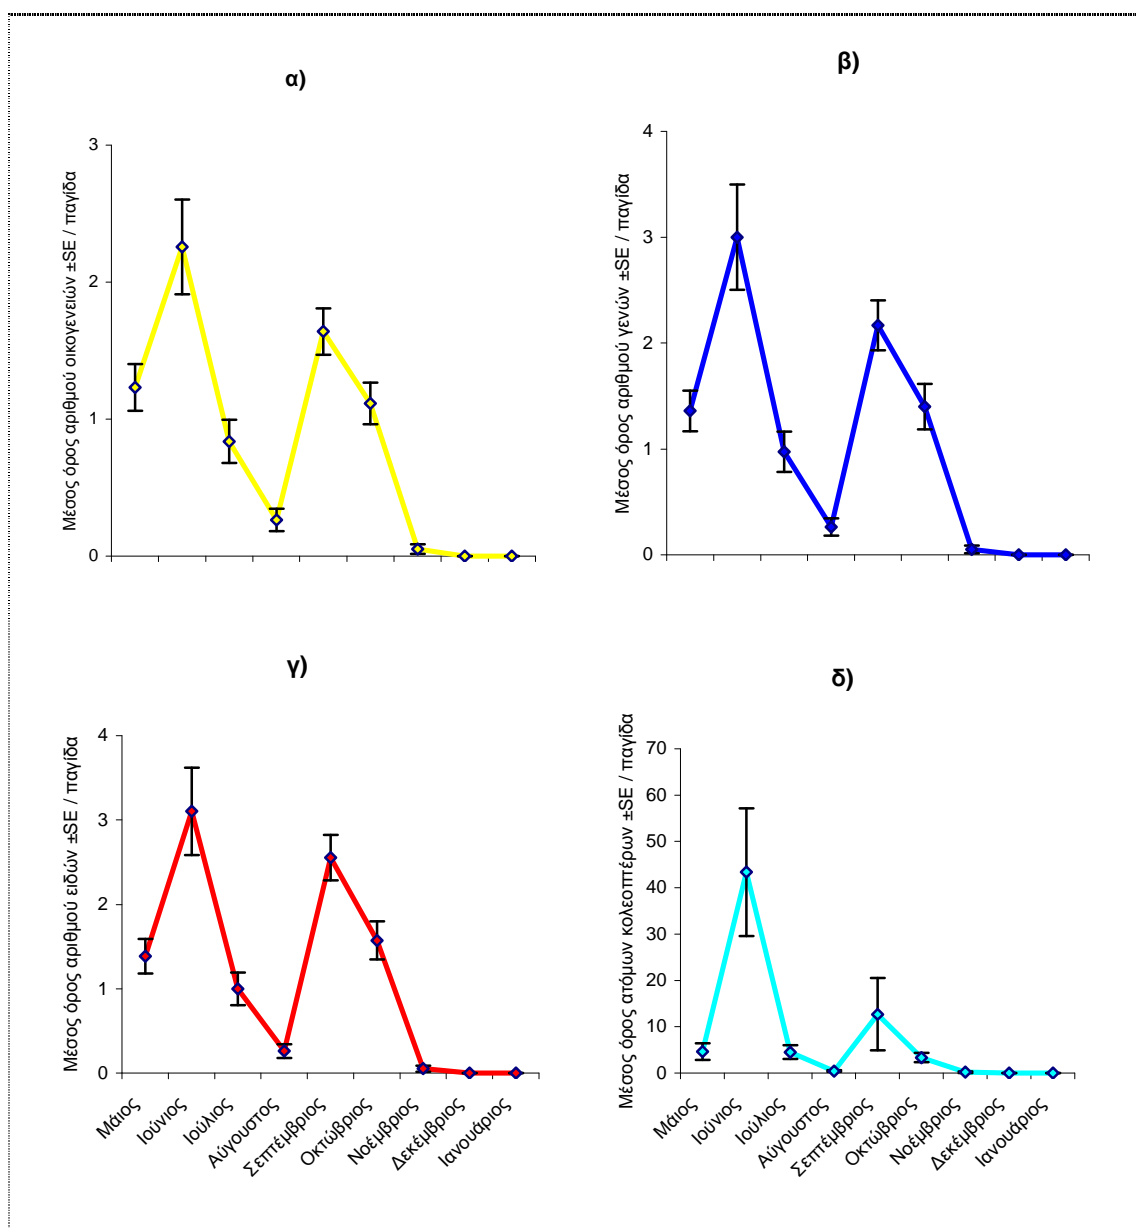 α)
Μέσος όρος αριθμού οικογενειών ±SE / παγίδα
3
2
1
0
β)
Μέσος όρος αριθμού γενών ±SE / παγίδα
4
3
2
1
0
γ)
Μέσος όρος αριθμού ειδών ±SE / παγίδα
4
3
2
1
0
Μάιος
Ιούνιος
Ιούλιος
Αύγουστος
Σεπτέμβριος
Οκτώβριος
Νοέμβριος
Δεκέμβριος
Ιανουάριος
δ)
Μέσος όρος ατόμων κολεοπτέρων ±SE / παγίδα
70
60
50
40
30
20
10
0
Μάιος
Ιούνιος
Ιούλιος
Αύγουστος
Σεπτέμβριος
Οκτώβριος
Νοέμβριος
Δεκέμβριος
Ιανουάριος